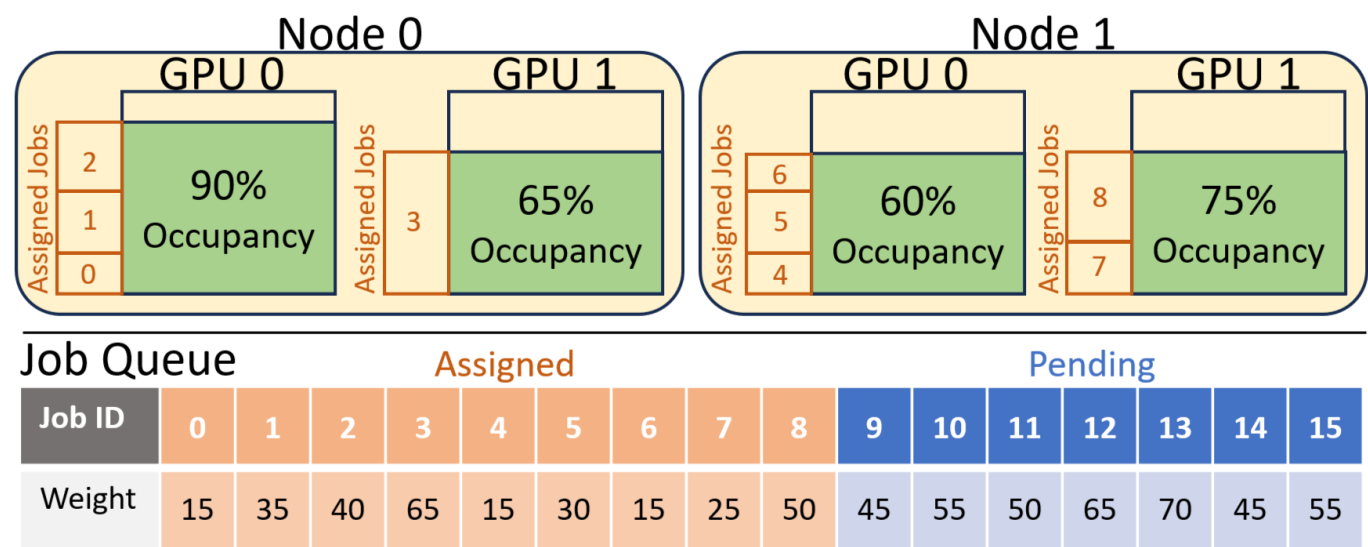 Node 0
Node 1
GPU 0
GPU 1
GPU 0
GPU 1
Assigned Jobs
2
1
0
90%
Occupancy
Assigned Jobs
3
65%
Occupancy
Assigned Jobs
6
5
4
60%
Occupancy
Assigned Jobs
8
7
75%
Occupancy
Job Queue
Assigned
Pending
Job ID 0 1 2 3 4 5 6 7 8 9 10 11 12 13 14 15
Weight 15 35 40 65 15 30 15 25 50 45 55 50 65 70 45 55